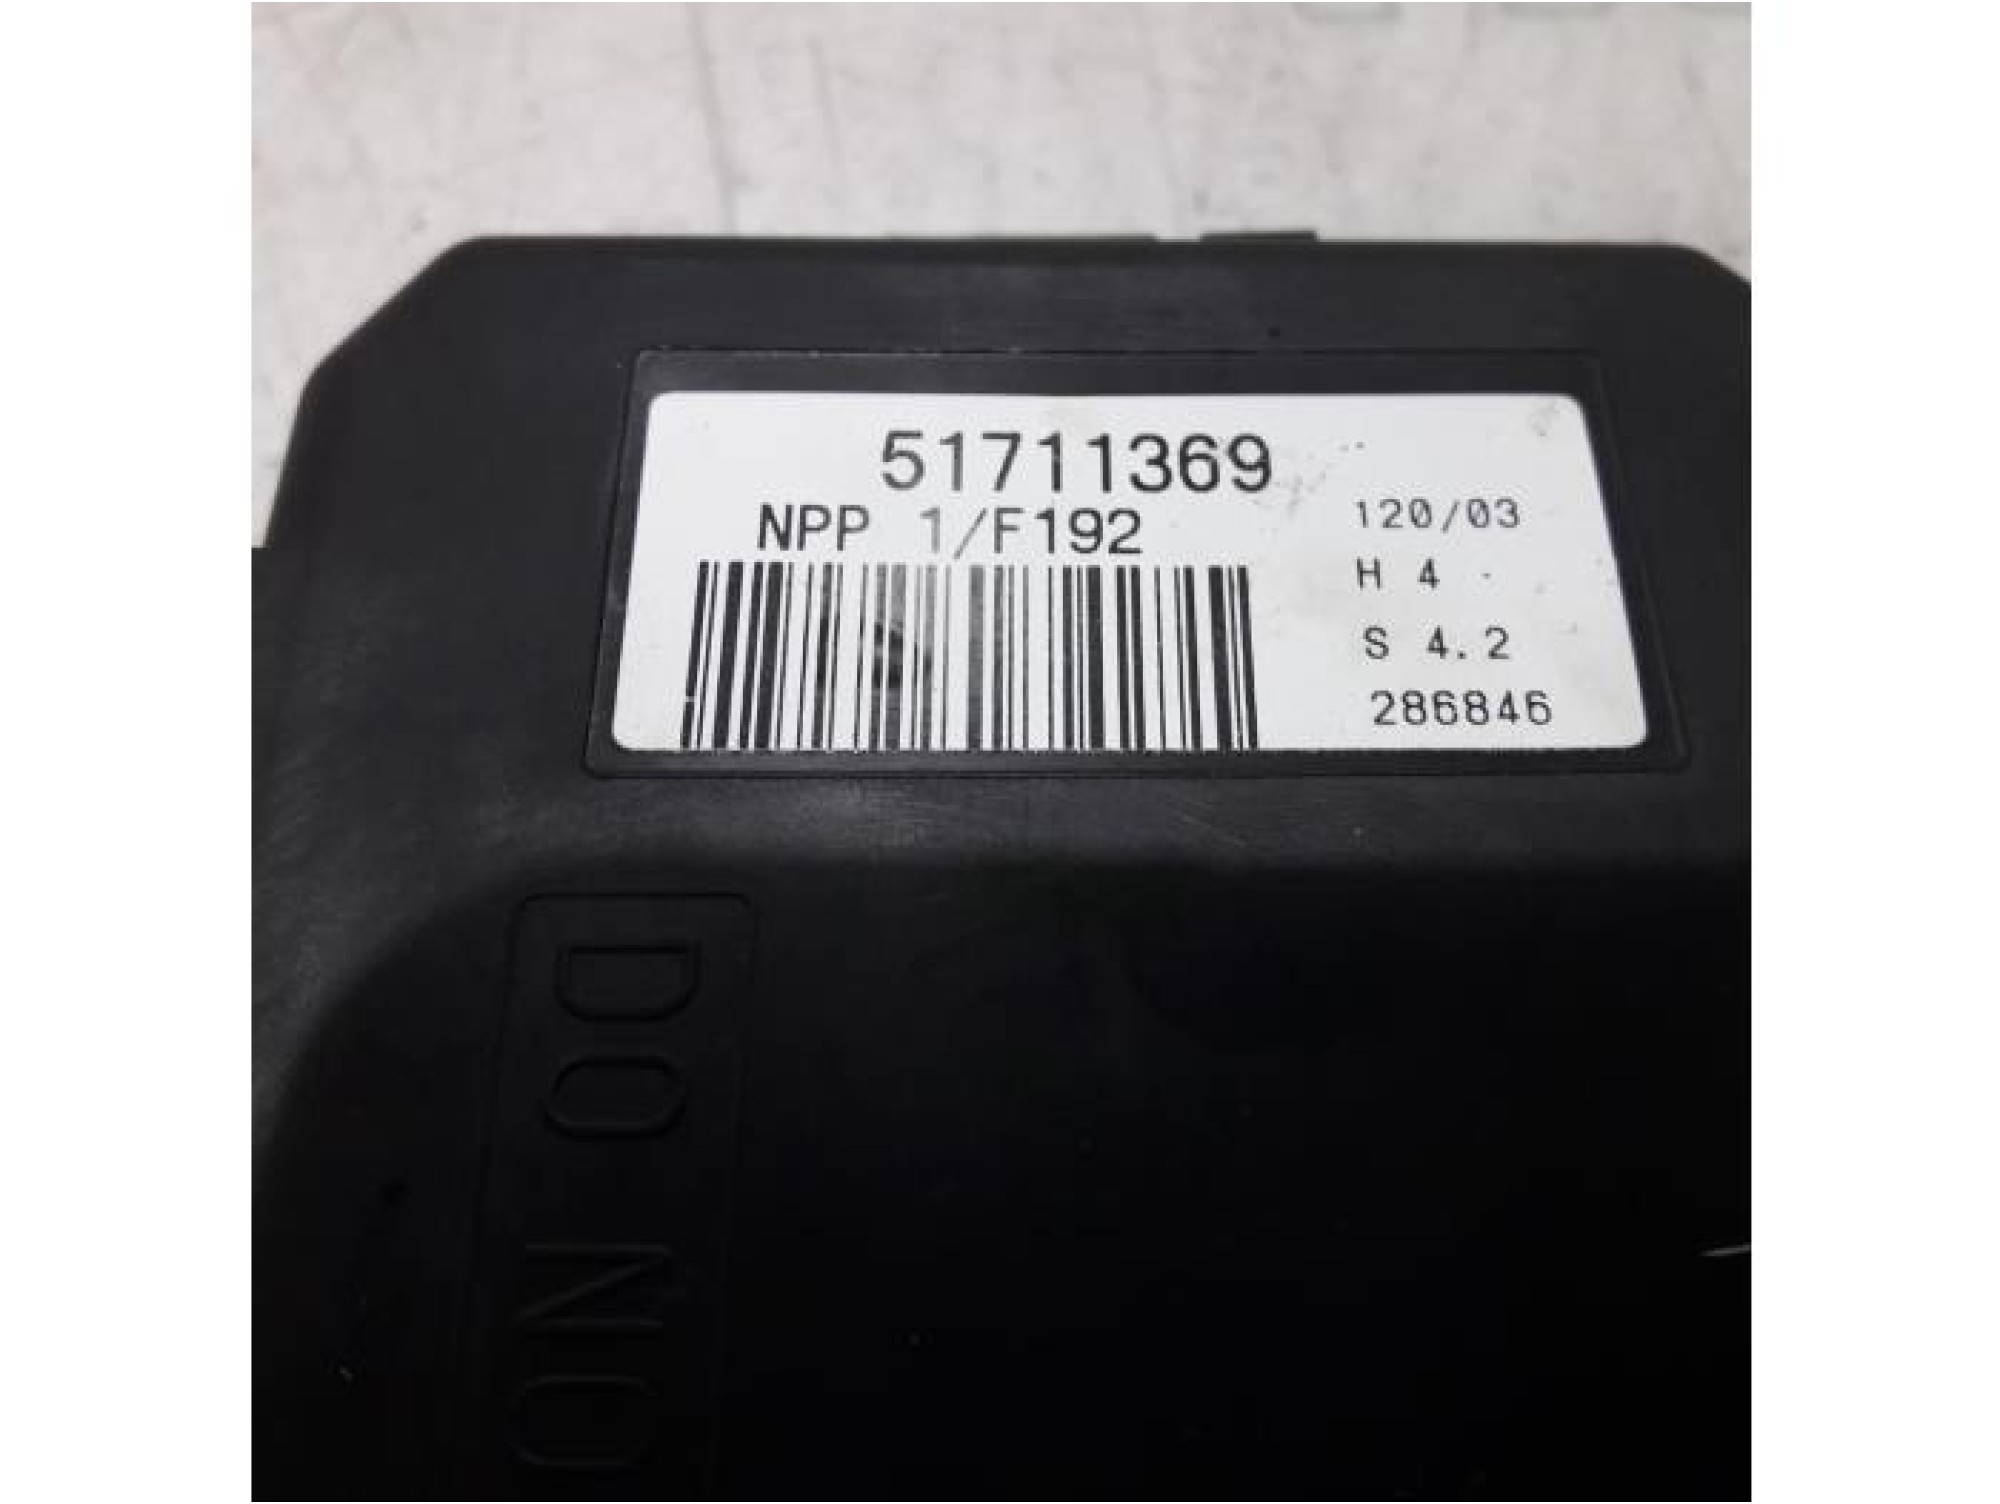 51711369
NPP 1/F192
120/03
H 4
S 4.2
286846
DO NO